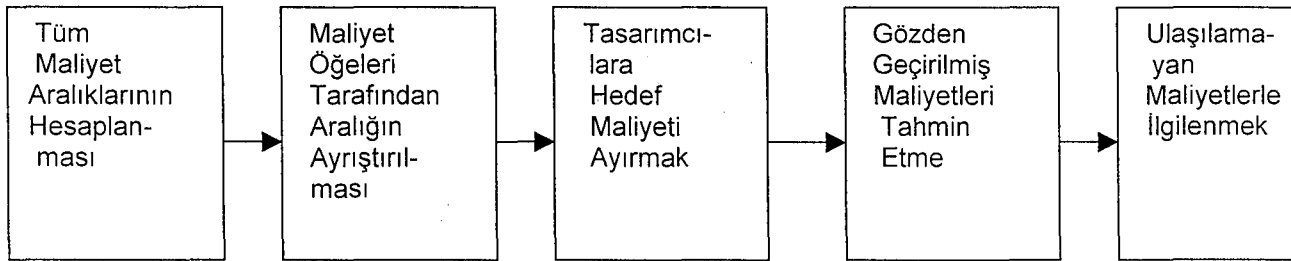 Tüm
Maliyet
Aralıklarının
Hesaplan-
ması
Maliyet
Öğeleri
Tarafından
Aralığın
Ayrıştırıl-
ması
Tasarımcı-
lara
Hedef
Maliyeti
Ayırmak
Gözden
Geçirilmiş
Maliyetleri
Tahmin
Etme
Ulaşılama-
yan
Maliyetlerle
İlgilenmek